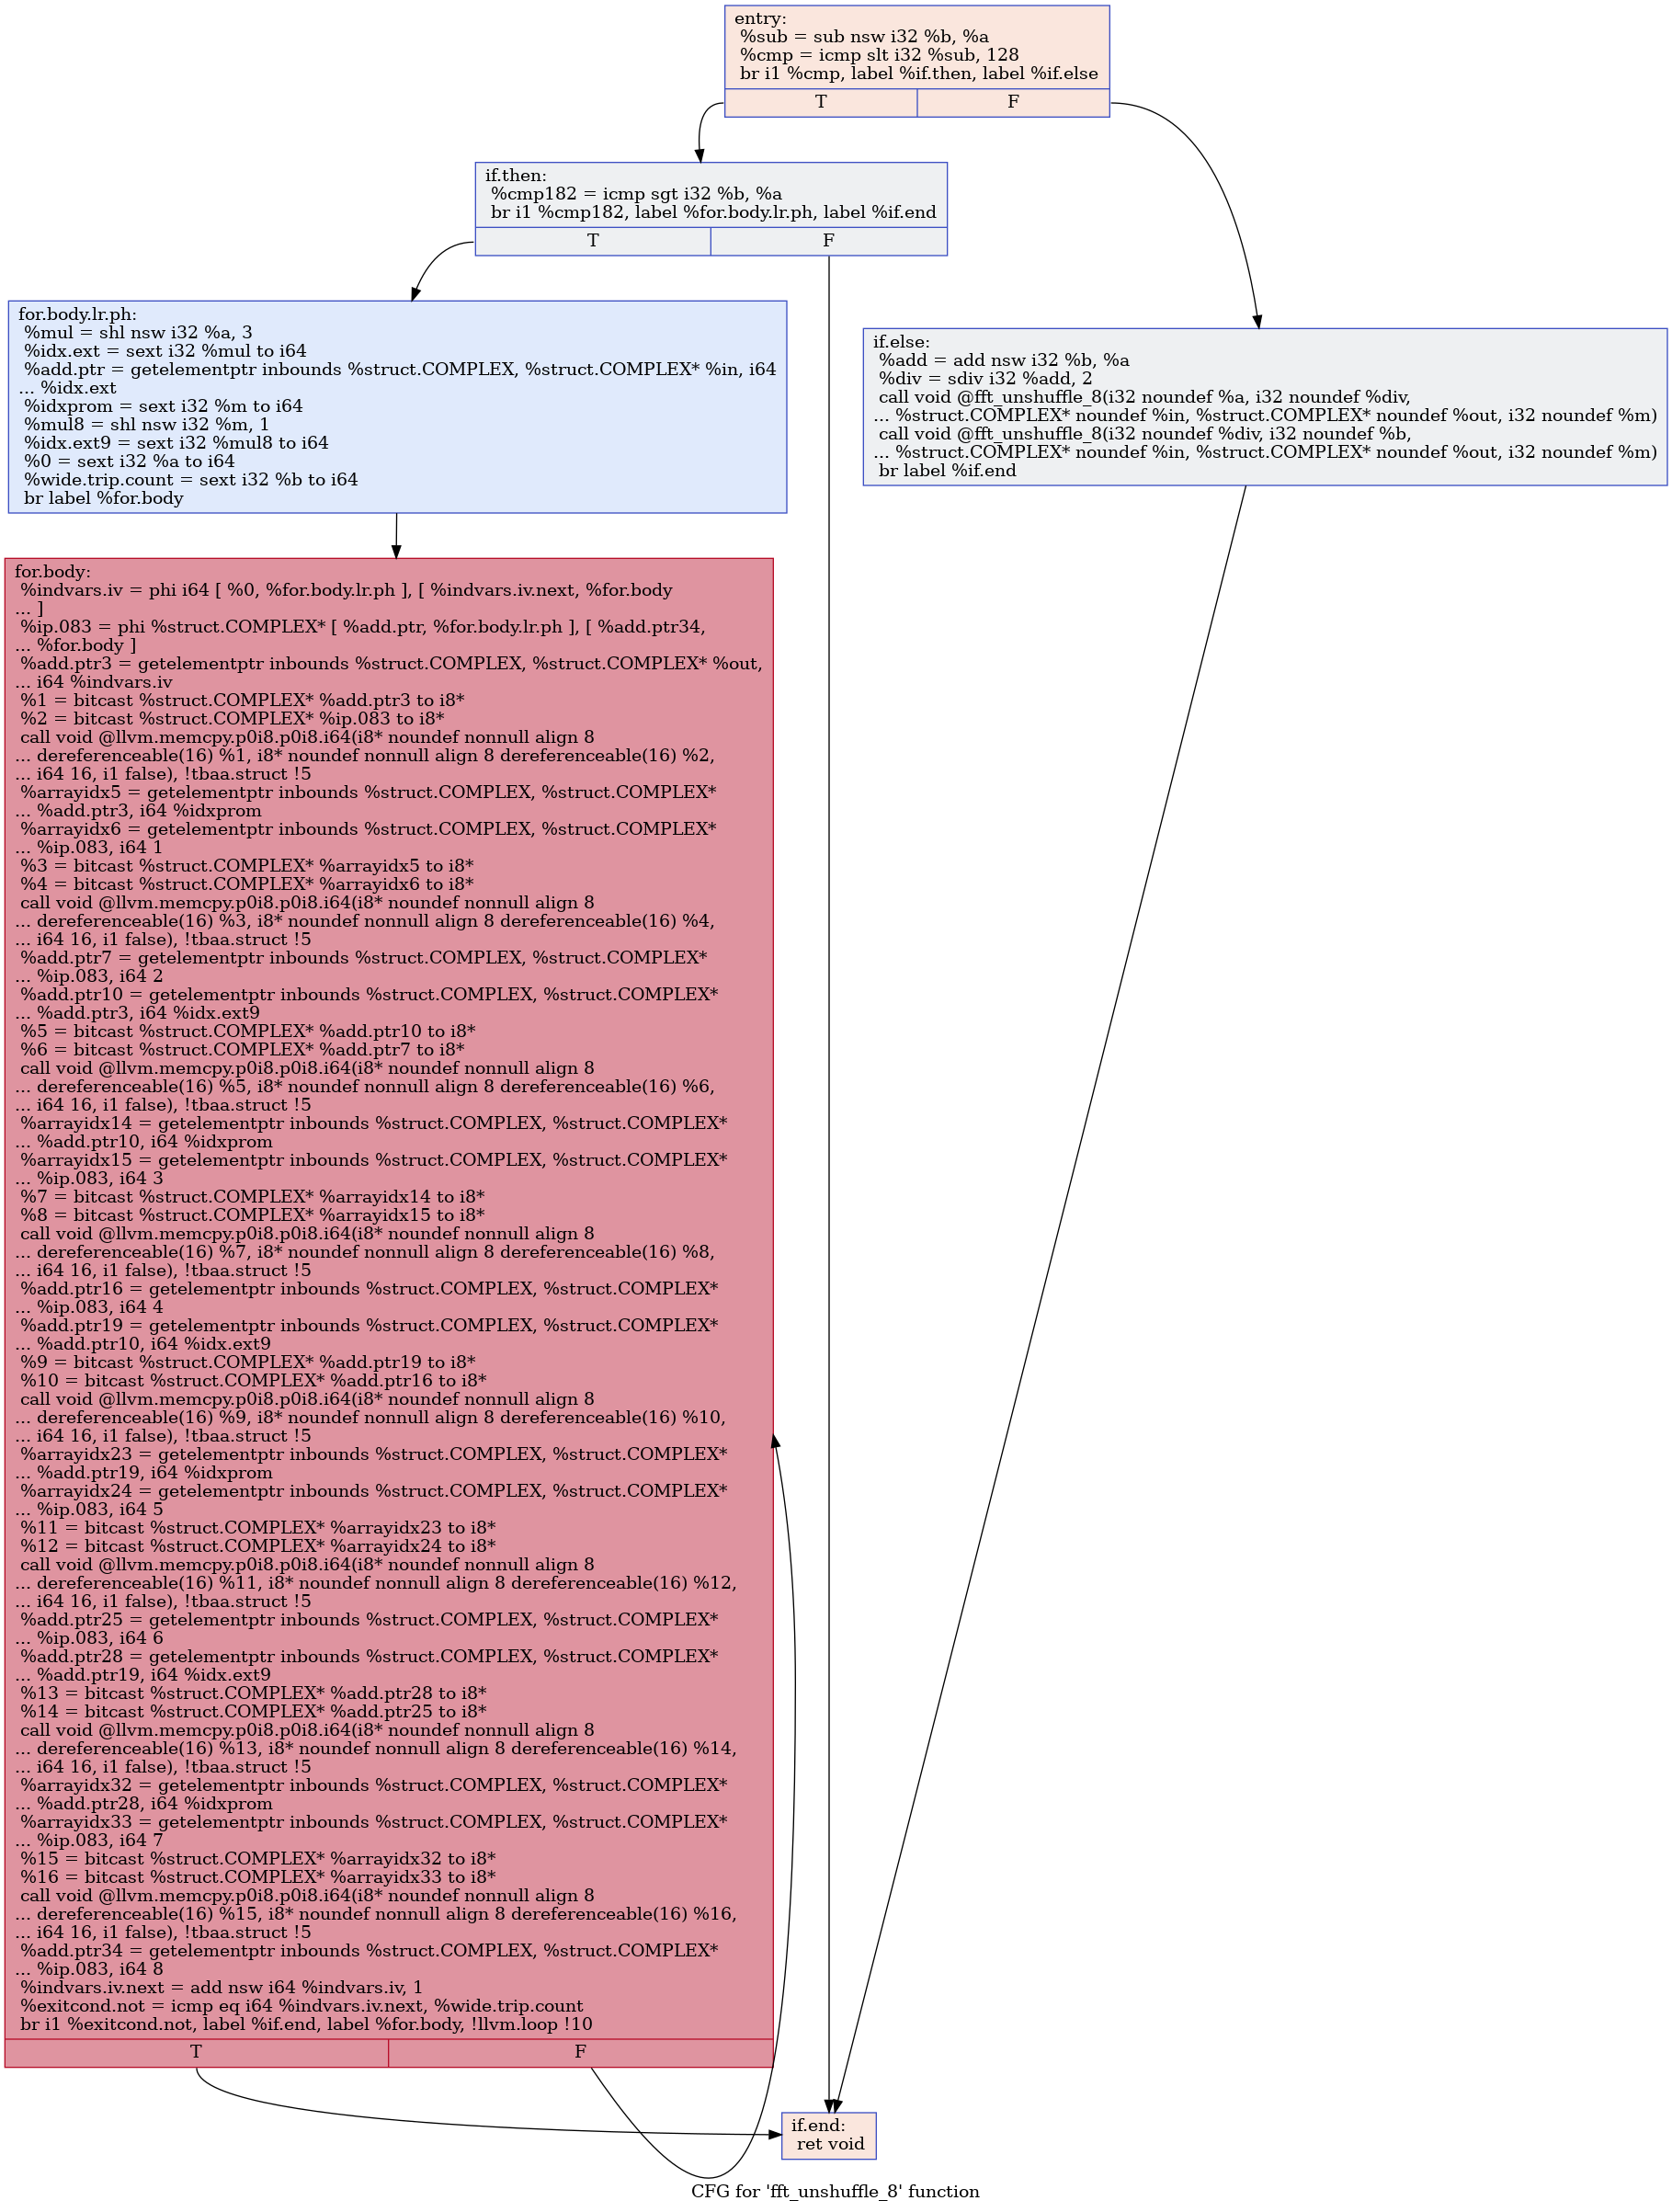 entry:
%sub = sub nsw i32 %b, %a
%cmp = icmp slt i32 %sub, 128
br i1 %cmp, label %if.then, label %if.else
T F
if.then:
%cmp182 = icmp sgt i32 %b, %a
br i1 %cmp182, label %for.body.lr.ph, label %if.end
T F
for.body.lr.ph:
%mul = shl nsw i32 %a, 3
%idx.ext = sext i32 %mul to i64
%add.ptr = getelementptr inbounds %struct.COMPLEX, %struct.COMPLEX* %in, i64
... %idx.ext
%idxprom = sext i32 %m to i64
%mul8 = shl nsw i32 %m, 1
%idx.ext9 = sext i32 %mul8 to i64
%0 = sext i32 %a to i64
%wide.trip.count = sext i32 %b to i64
br label %for.body
if.else:
%add = add nsw i32 %b, %a
%div = sdiv i32 %add, 2
call void @fft_unshuffle_8(i32 noundef %a, i32 noundef %div,
... %struct.COMPLEX* noundef %in, %struct.COMPLEX* noundef %out, i32 noundef %m)
call void @fft_unshuffle_8(i32 noundef %div, i32 noundef %b,
... %struct.COMPLEX* noundef %in, %struct.COMPLEX* noundef %out, i32 noundef %m)
br label %if.end
for.body:
%indvars.iv = phi i64 [ %0, %for.body.lr.ph ], [ %indvars.iv.next, %for.body
... ]
%ip.083 = phi %struct.COMPLEX* [ %add.ptr, %for.body.lr.ph ], [ %add.ptr34,
... %for.body ]
%add.ptr3 = getelementptr inbounds %struct.COMPLEX, %struct.COMPLEX* %out,
... i64 %indvars.iv
%1 = bitcast %struct.COMPLEX* %add.ptr3 to i8*
%2 = bitcast %struct.COMPLEX* %ip.083 to i8*
call void @llvm.memcpy.p0i8.p0i8.i64(i8* noundef nonnull align 8
... dereferenceable(16) %1, i8* noundef nonnull align 8 dereferenceable(16) %2,
... i64 16, i1 false), !tbaa.struct !5
%arrayidx5 = getelementptr inbounds %struct.COMPLEX, %struct.COMPLEX*
... %add.ptr3, i64 %idxprom
%arrayidx6 = getelementptr inbounds %struct.COMPLEX, %struct.COMPLEX*
... %ip.083, i64 1
%3 = bitcast %struct.COMPLEX* %arrayidx5 to i8*
%4 = bitcast %struct.COMPLEX* %arrayidx6 to i8*
call void @llvm.memcpy.p0i8.p0i8.i64(i8* noundef nonnull align 8
... dereferenceable(16) %3, i8* noundef nonnull align 8 dereferenceable(16) %4,
... i64 16, i1 false), !tbaa.struct !5
%add.ptr7 = getelementptr inbounds %struct.COMPLEX, %struct.COMPLEX*
... %ip.083, i64 2
%add.ptr10 = getelementptr inbounds %struct.COMPLEX, %struct.COMPLEX*
... %add.ptr3, i64 %idx.ext9
%5 = bitcast %struct.COMPLEX* %add.ptr10 to i8*
%6 = bitcast %struct.COMPLEX* %add.ptr7 to i8*
call void @llvm.memcpy.p0i8.p0i8.i64(i8* noundef nonnull align 8
... dereferenceable(16) %5, i8* noundef nonnull align 8 dereferenceable(16) %6,
... i64 16, i1 false), !tbaa.struct !5
%arrayidx14 = getelementptr inbounds %struct.COMPLEX, %struct.COMPLEX*
... %add.ptr10, i64 %idxprom
%arrayidx15 = getelementptr inbounds %struct.COMPLEX, %struct.COMPLEX*
... %ip.083, i64 3
%7 = bitcast %struct.COMPLEX* %arrayidx14 to i8*
%8 = bitcast %struct.COMPLEX* %arrayidx15 to i8*
call void @llvm.memcpy.p0i8.p0i8.i64(i8* noundef nonnull align 8
... dereferenceable(16) %7, i8* noundef nonnull align 8 dereferenceable(16) %8,
... i64 16, i1 false), !tbaa.struct !5
%add.ptr16 = getelementptr inbounds %struct.COMPLEX, %struct.COMPLEX*
... %ip.083, i64 4
%add.ptr19 = getelementptr inbounds %struct.COMPLEX, %struct.COMPLEX*
... %add.ptr10, i64 %idx.ext9
%9 = bitcast %struct.COMPLEX* %add.ptr19 to i8*
%10 = bitcast %struct.COMPLEX* %add.ptr16 to i8*
call void @llvm.memcpy.p0i8.p0i8.i64(i8* noundef nonnull align 8
... dereferenceable(16) %9, i8* noundef nonnull align 8 dereferenceable(16) %10,
... i64 16, i1 false), !tbaa.struct !5
%arrayidx23 = getelementptr inbounds %struct.COMPLEX, %struct.COMPLEX*
... %add.ptr19, i64 %idxprom
%arrayidx24 = getelementptr inbounds %struct.COMPLEX, %struct.COMPLEX*
... %ip.083, i64 5
%11 = bitcast %struct.COMPLEX* %arrayidx23 to i8*
%12 = bitcast %struct.COMPLEX* %arrayidx24 to i8*
call void @llvm.memcpy.p0i8.p0i8.i64(i8* noundef nonnull align 8
... dereferenceable(16) %11, i8* noundef nonnull align 8 dereferenceable(16) %12,
... i64 16, i1 false), !tbaa.struct !5
%add.ptr25 = getelementptr inbounds %struct.COMPLEX, %struct.COMPLEX*
... %ip.083, i64 6
%add.ptr28 = getelementptr inbounds %struct.COMPLEX, %struct.COMPLEX*
... %add.ptr19, i64 %idx.ext9
%13 = bitcast %struct.COMPLEX* %add.ptr28 to i8*
%14 = bitcast %struct.COMPLEX* %add.ptr25 to i8*
call void @llvm.memcpy.p0i8.p0i8.i64(i8* noundef nonnull align 8
... dereferenceable(16) %13, i8* noundef nonnull align 8 dereferenceable(16) %14,
... i64 16, i1 false), !tbaa.struct !5
%arrayidx32 = getelementptr inbounds %struct.COMPLEX, %struct.COMPLEX*
... %add.ptr28, i64 %idxprom
%arrayidx33 = getelementptr inbounds %struct.COMPLEX, %struct.COMPLEX*
... %ip.083, i64 7
%15 = bitcast %struct.COMPLEX* %arrayidx32 to i8*
%16 = bitcast %struct.COMPLEX* %arrayidx33 to i8*
call void @llvm.memcpy.p0i8.p0i8.i64(i8* noundef nonnull align 8
... dereferenceable(16) %15, i8* noundef nonnull align 8 dereferenceable(16) %16,
... i64 16, i1 false), !tbaa.struct !5
%add.ptr34 = getelementptr inbounds %struct.COMPLEX, %struct.COMPLEX*
... %ip.083, i64 8
%indvars.iv.next = add nsw i64 %indvars.iv, 1
%exitcond.not = icmp eq i64 %indvars.iv.next, %wide.trip.count
br i1 %exitcond.not, label %if.end, label %for.body, !llvm.loop !10
T F
if.end:
ret void
CFG for 'fft_unshuffle_8' function